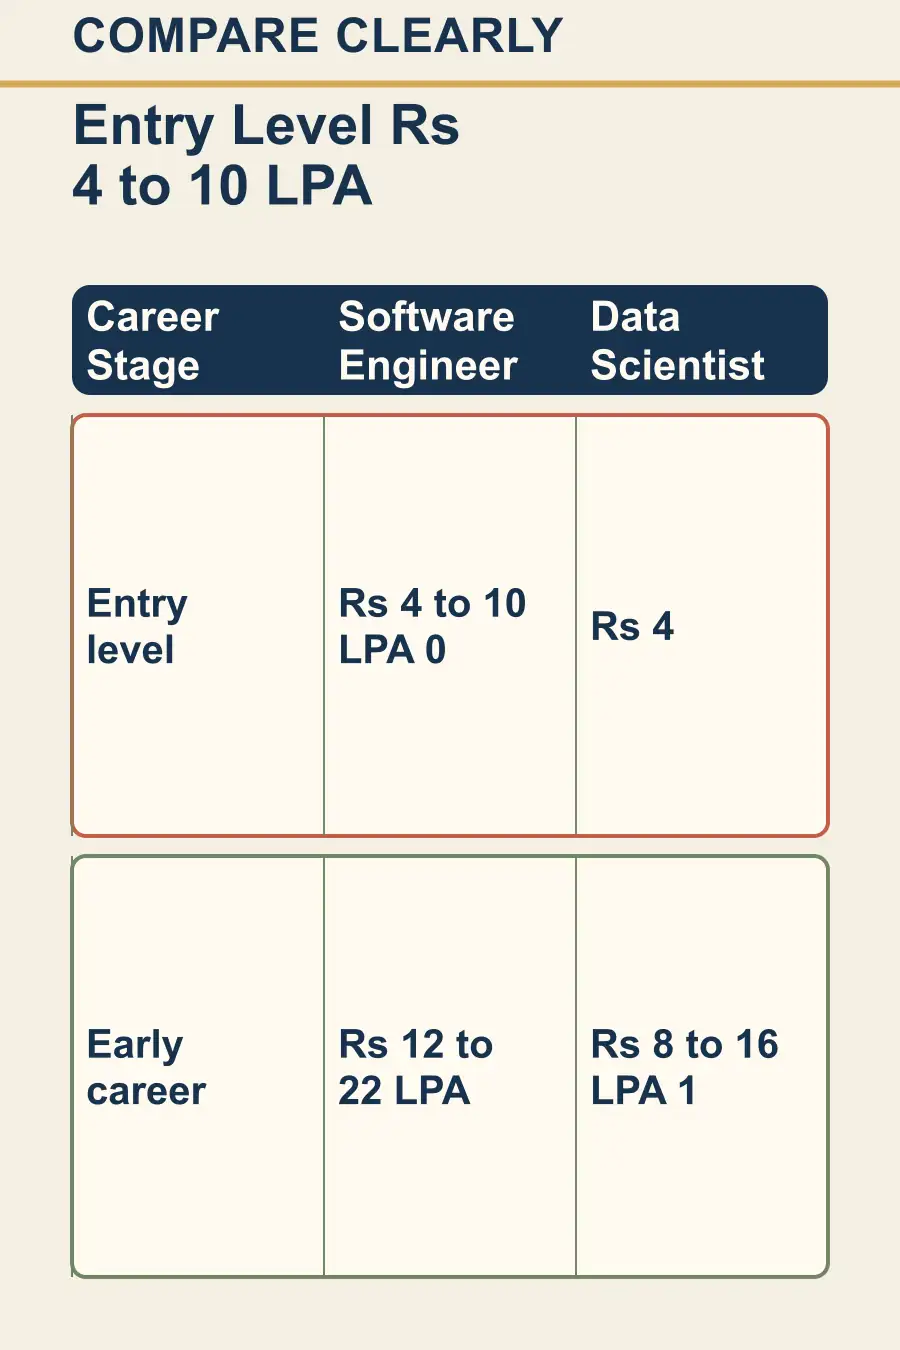 COMPARE CLEARLY
Entry Level Rs
4 to 10 LPA
Career
Stage
Software
Engineer
Data
Scientist
Entry
level
Rs 4 to 10
LPA 0
Rs 4
Early
career
Rs 12 to
22 LPA
Rs 8 to 16
LPA 1